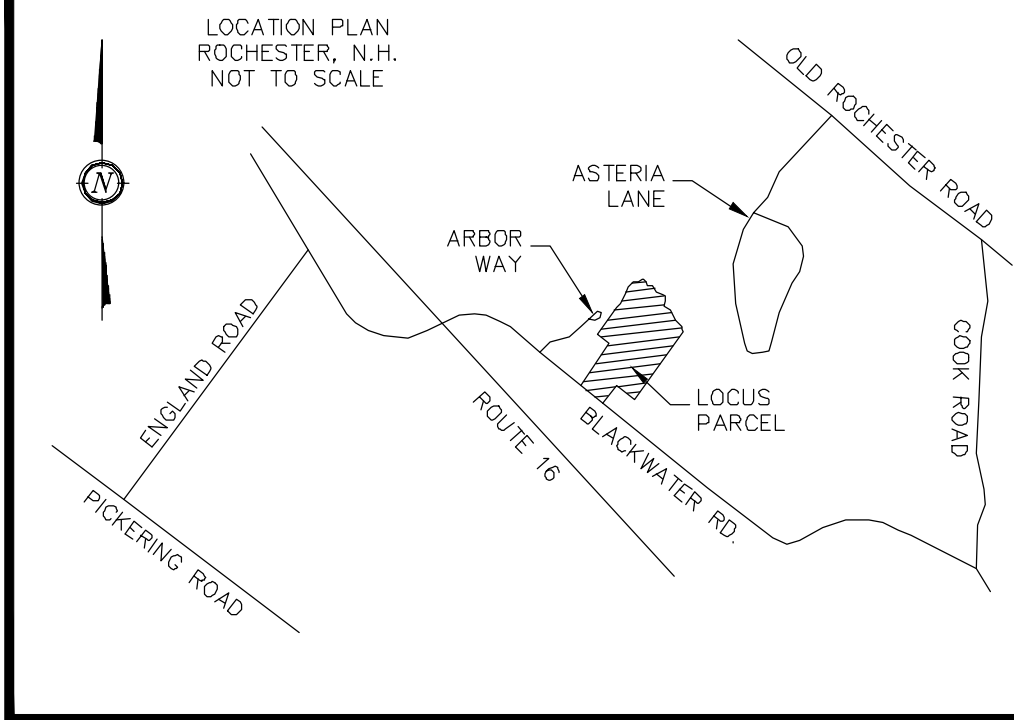 LOCATION PLAN
ROCHESTER, N.H.
NOT TO SCALE
OLD ROCHESTER ROAD
ASTERIA
LANE
N
ARBOR
WAY
ENGLAND ROAD
COOK ROAD
LOCUS
PARCEL
ROUTE 16
BLACKWATER RD.
PICKERING ROAD